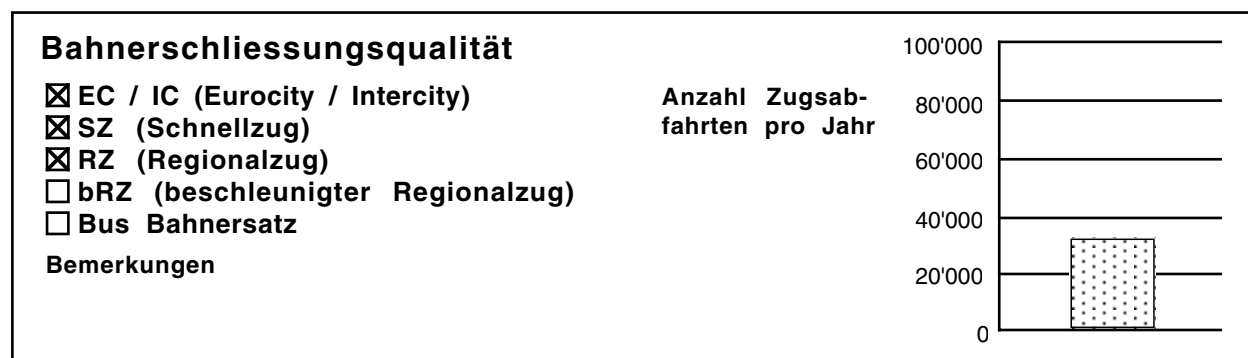 Bahnerschliessungsqualität
☒ EC / IC (Eurocity / Intercity)
☒ SZ (Schnellzug)
☒ RZ (Regionalzug)
☐ bRZ (beschleunigter Regionalzug)
☐ Bus Bahnersatz
Bemerkungen
Anzahl Zugsab-
fahrten pro Jahr
100'000
80'000
60'000
40'000
20'000
0